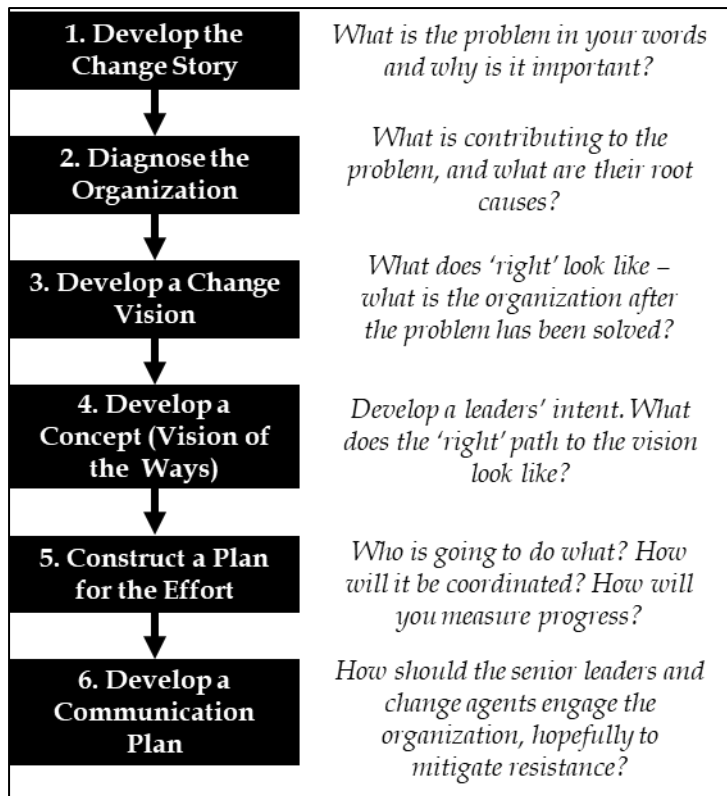 1. Develop the
Change Story
What is the problem in your words
and why is it important?
2. Diagnose the
Organization
What is contributing to the
problem, and what are their root
causes?
3. Develop a Change
Vision
What does ‘right’ look like –
what is the organization after
the problem has been solved?
4. Develop a
Concept (Vision of
the Ways)
Develop a leaders’ intent. What
does the ‘right’ path to the vision
look like?
5. Construct a Plan
for the Effort
Who is going to do what? How
will it be coordinated? How will
you measure progress?
6. Develop a
Communication
Plan
How should the senior leaders and
change agents engage the
organization, hopefully to
mitigate resistance?